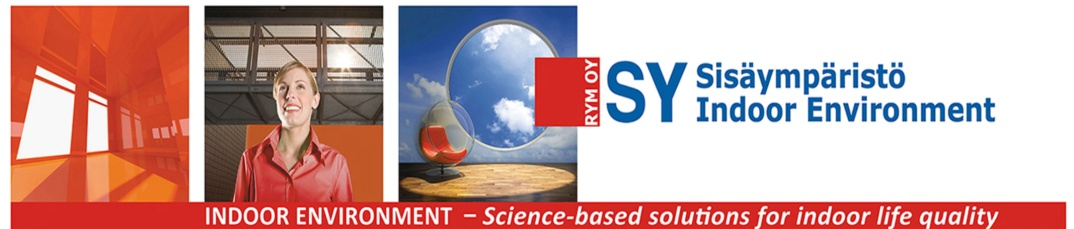 RYM OY
SY
Sisäympäristö
Indoor Environment
INDOOR ENVIRONMENT – Science-based solutions for indoor life quality